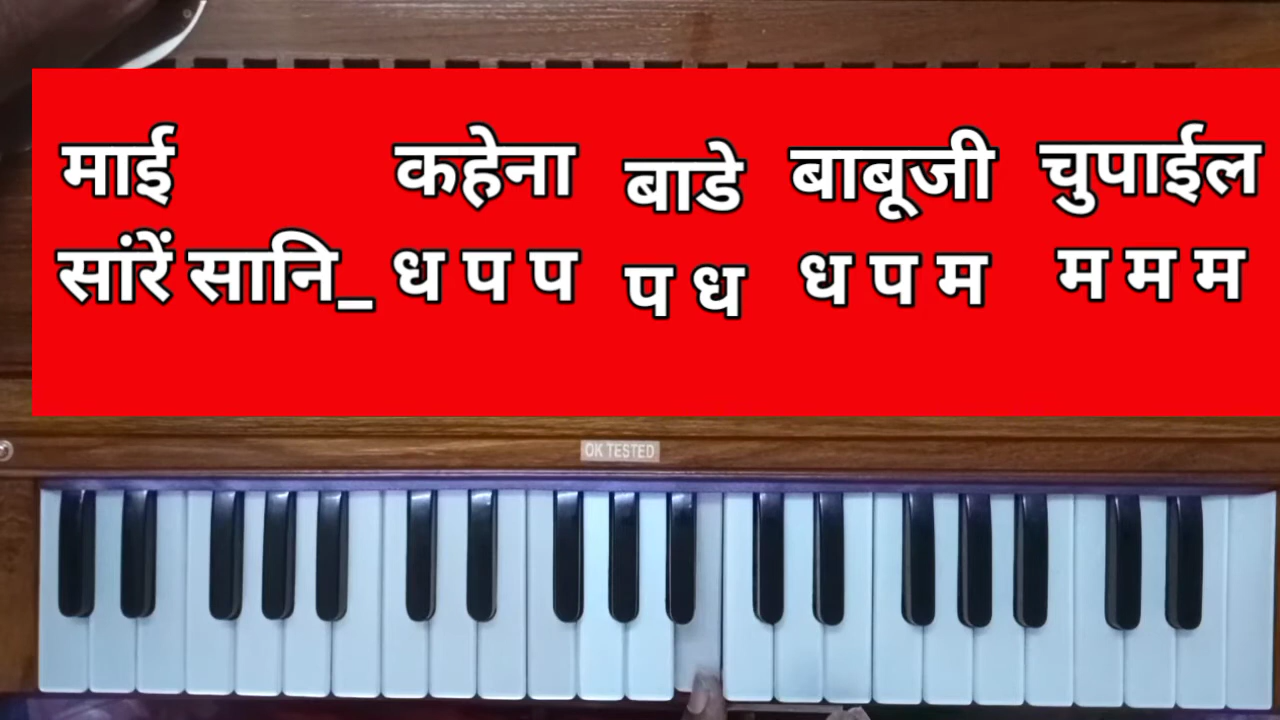 माई कहेना बाडे बाबूजी चुपाईल
सांरें सानि_ ध प प प ध ध प म म म म
OK TESTED